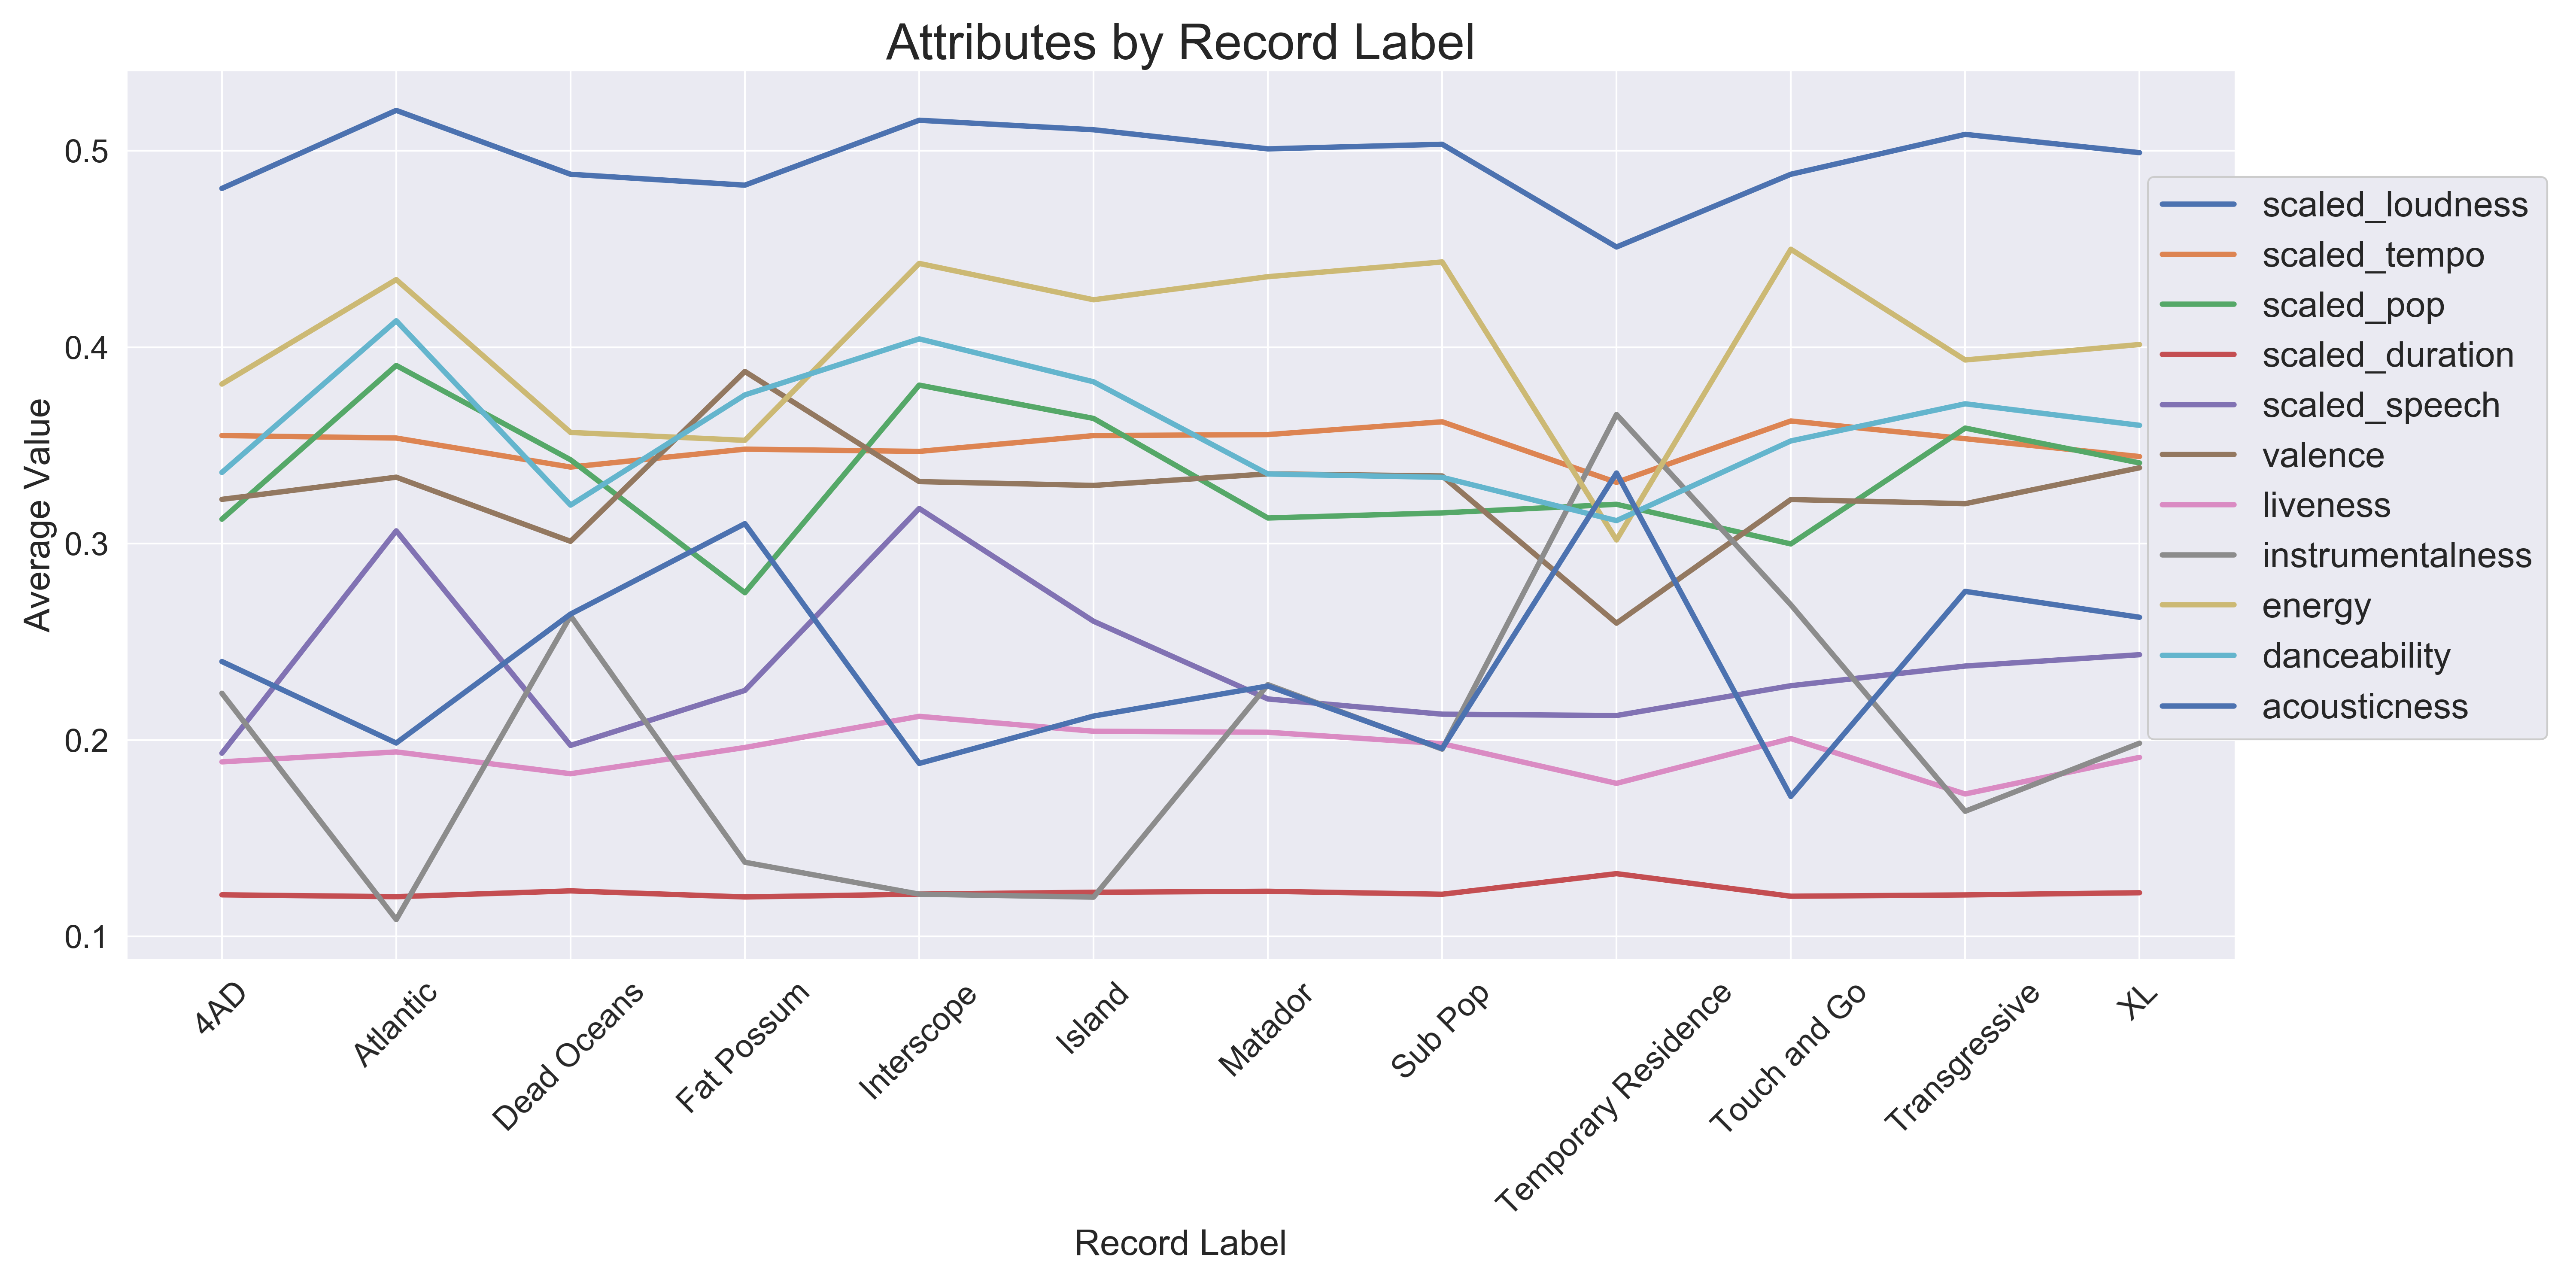 Attributes by Record Label
Average Value
0.5
0.4
0.3
0.2
0.1
scaled_loudness
scaled_tempo
scaled_pop
scaled_duration
scaled_speech
valence
liveness
instrumentalness
energy
danceability
acousticness
4AD
Atlantic
Dead Oceans
Fat Possum
Interscope
Island
Matador
Sub Pop
Temporary Residence
Touch and Go
Transgressive
XL
Record Label